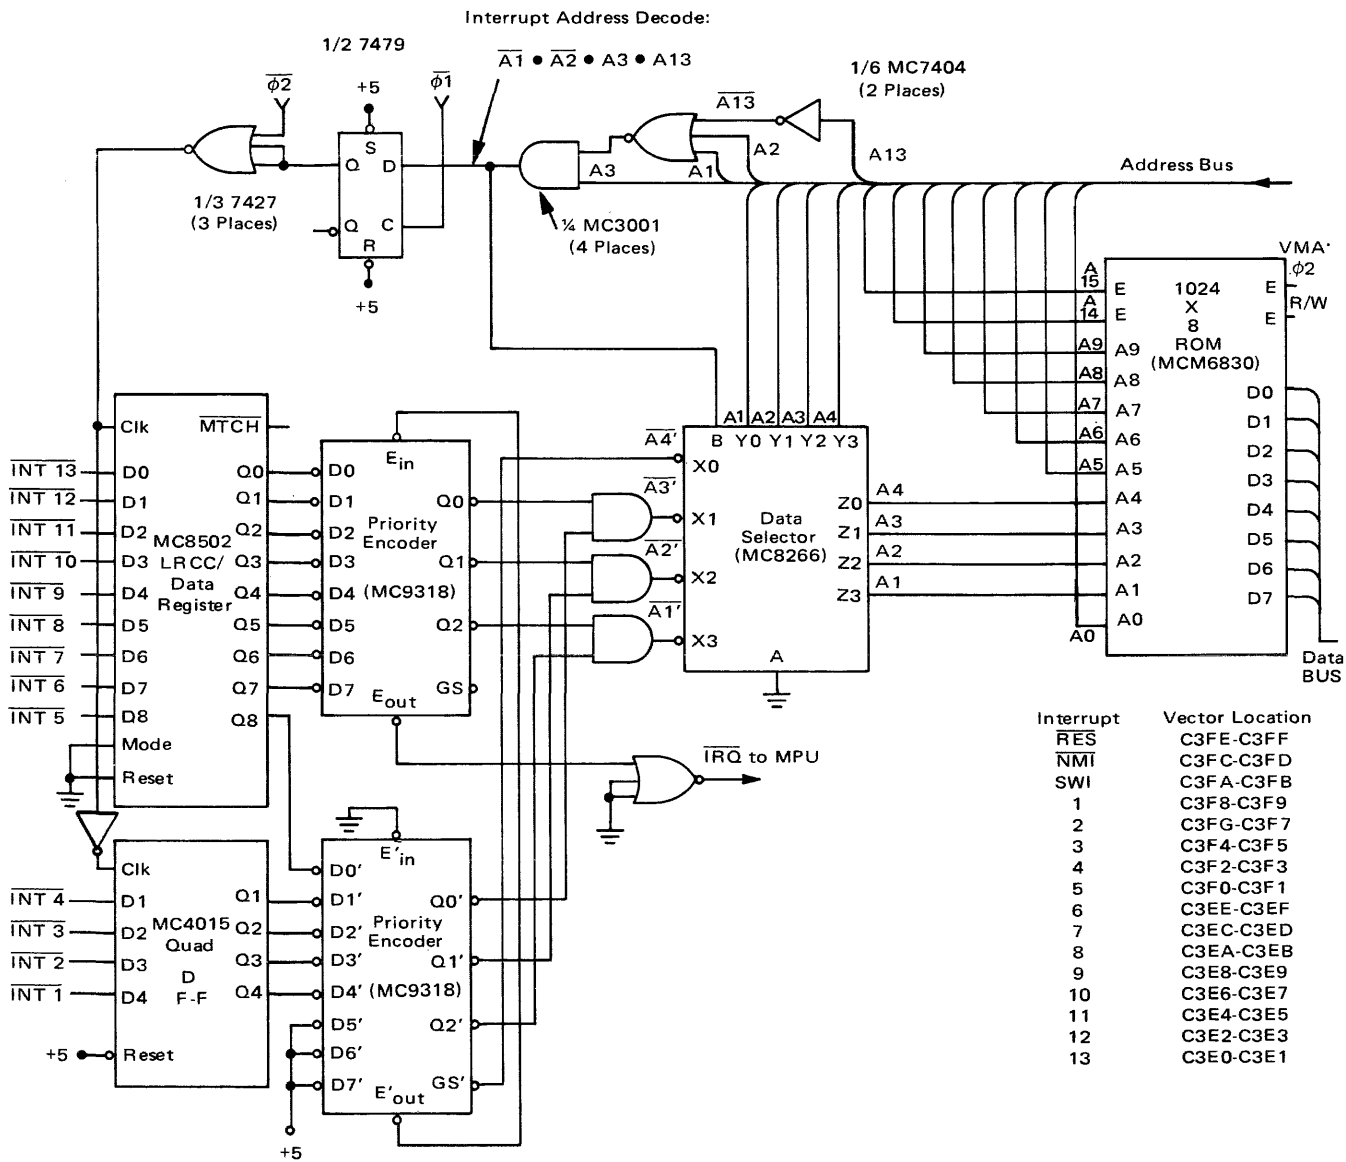 Interrupt Address Decode:
A1 ● A2 ● A3 ● A13
1/2 7479
1/6 MC7404
(2 Places)
φ2
+5
φ1
A13
S
Q D
A3
A1
A2
A13
Address Bus
1/3 7427
(3 Places)
Q C
R
+5
¼ MC3001
(4 Places)
VMA·
φ2
R/W
A
15
E
A
14
E
1024
X
8
ROM
(MCM6830)
E
E
A9 A9
A8 A8
A7 A7
A6 A6
A5 A5
A4
A3
A2
A1
A0
A0
D0
D1
D2
D3
D4
D5
D6
D7
Data
BUS
Clk MTCH
INT 13 D0 Q0
INT 12 D1 Q1
INT 11 D2 Q2
INT 10 D3 Q3
INT 9 D4 Q4
INT 8 D5 Q5
INT 7 D6 Q6
INT 6 D7 Q7
INT 5 D8 Q8
MC8502
LRCC/
Data
Register
Mode
Reset
Ein
D0
D1 Q0
D2
D3 Q1
D4
D5 Q2
D6
D7 GS
Priority
Encoder
(MC9318)
Eout
A1 A2 A3 A4
B Y0 Y1 Y2 Y3
A4' X0
A3' X1
A2' X2
A1' X3
Data
Selector
(MC8266)
Z0 A4
Z1 A3
Z2 A2
Z3 A1
A
IRQ to MPU
Clk
INT 4 D1 Q1
INT 3 D2 Q2
INT 2 D3 Q3
INT 1 D4 Q4
MC4015
Quad
D
F-F
+5 Reset
E'in
D0'
D1' Q0'
D2'
D3' Q1'
D4' (MC9318)
D5' Q2'
D6'
D7' GS'
Priority
Encoder
E'out
+5
Interrupt Vector Location
RES C3FE-C3FF
NMI C3FC-C3FD
SWI C3FA-C3FB
1 C3F8-C3F9
2 C3FG-C3F7
3 C3F4-C3F5
4 C3F2-C3F3
5 C3F0-C3F1
6 C3EE-C3EF
7 C3EC-C3ED
8 C3EA-C3EB
9 C3E8-C3E9
10 C3E6-C3E7
11 C3E4-C3E5
12 C3E2-C3E3
13 C3E0-C3E1